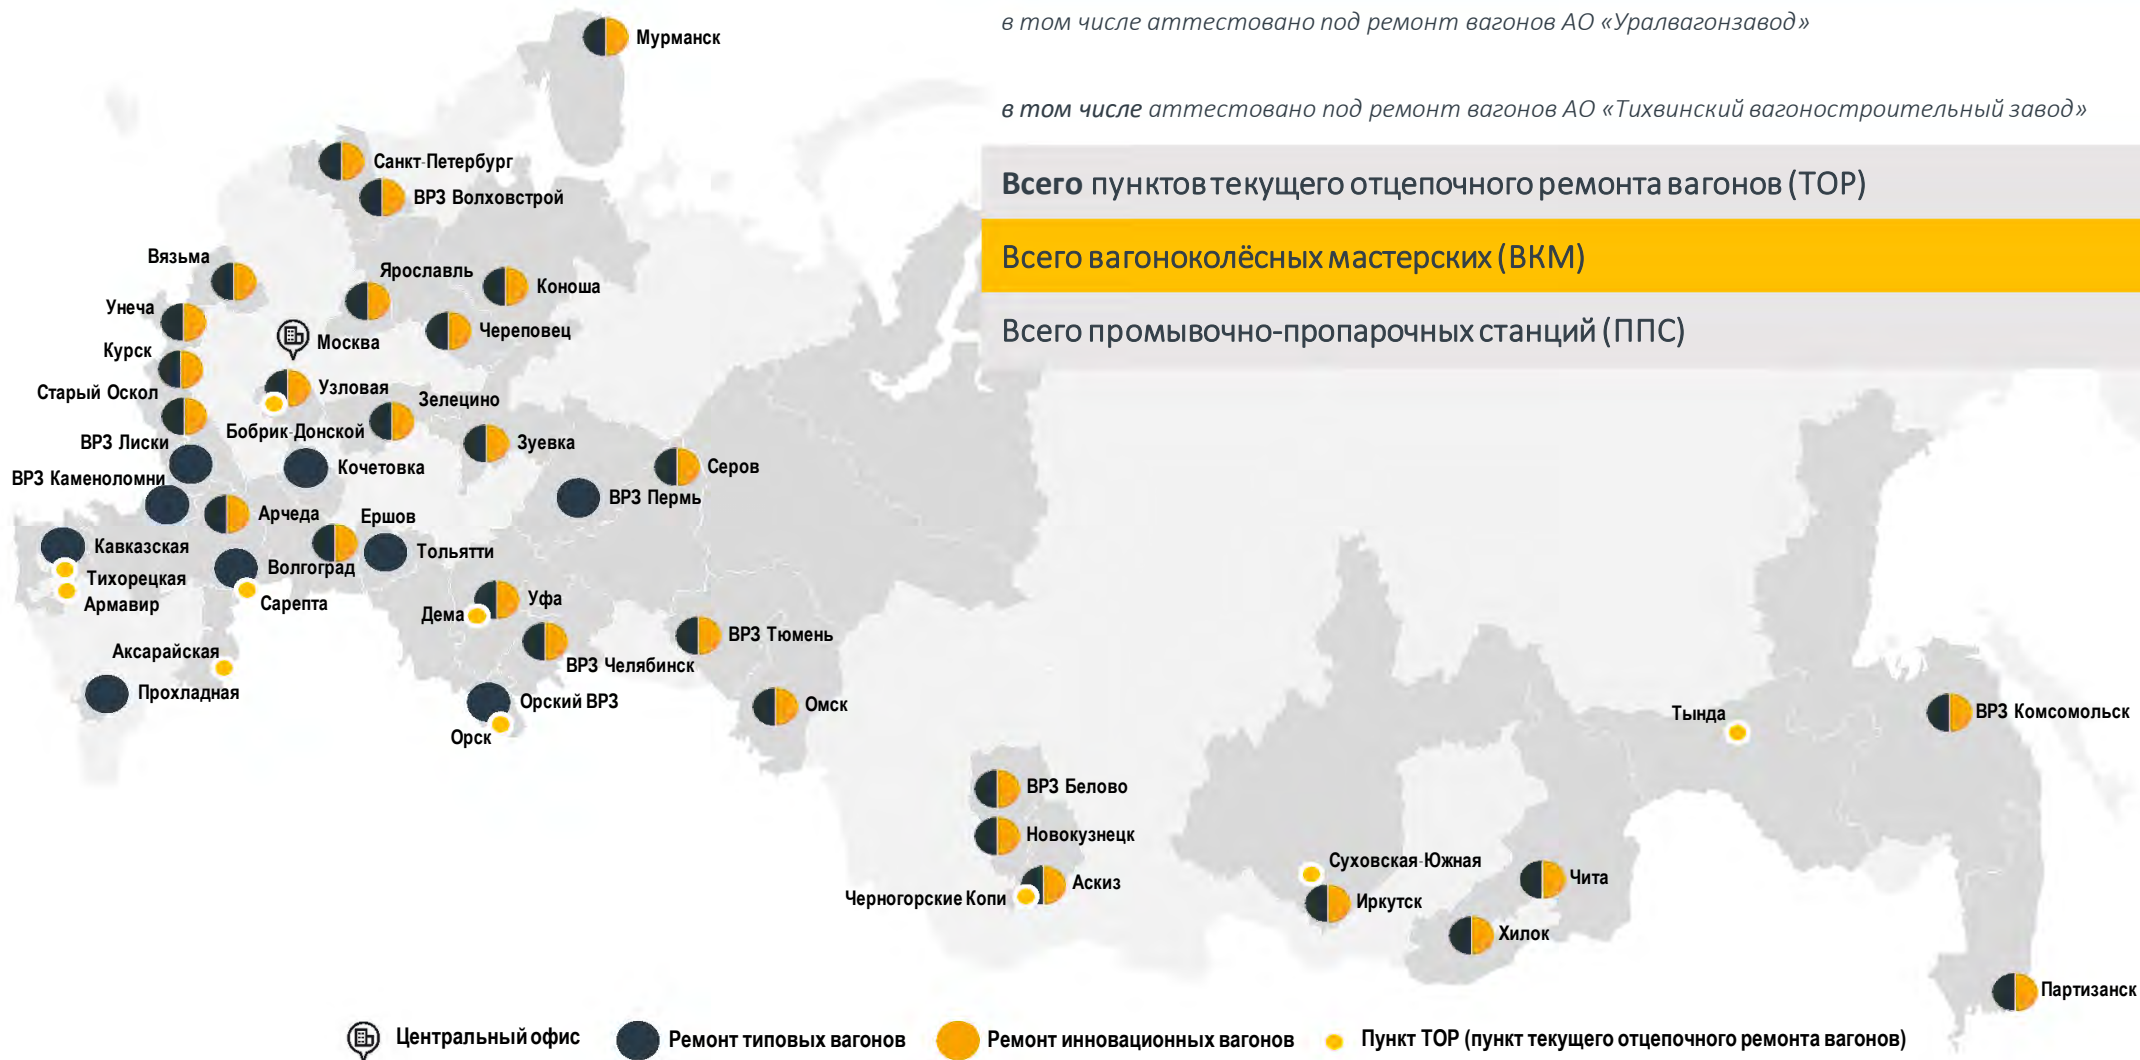 в том числе аттестовано под ремонт вагонов АО «Уралвагонзавод»
в том числе аттестовано под ремонт вагонов АО «Тихвинский вагоностроительный завод»
Всего пунктов текущего отцепочного ремонта вагонов (ТОР)
Всего вагоноколёсных мастерских (ВКМ)
Всего промывочно-пропарочных станций (ППС)
Мурманск
Санкт-Петербург
ВРЗ Волховстрой
Вязьма
Ярославль
Коноша
Унеча
Череповец
Москва
Курск
Узловая
Старый Оскол
Зелецино
Бобрик-Донской
ВРЗ Лиски
Зуевка
Кочетовка
Серов
ВРЗ Каменоломни
ВРЗ Пермь
Арчеда
Ершов
Кавказская
Тольятти
Волгоград
Тихорецкая
Армавир
Сарепта
Уфа
Дема
ВРЗ Тюмень
Аксарайская
ВРЗ Челябинск
Прохладная
Орский ВРЗ
Омск
Орск
Тында
ВРЗ Комсомольск
ВРЗ Белово
Новокузнецк
Суховская-Южная
Аскиз
Чита
Черногорские Копи
Иркутск
Хилок
Партизанск
Центральный офис
Ремонт типовых вагонов
Ремонт инновационных вагонов
Пункт ТОР (пункт текущего отцепочного ремонта вагонов)